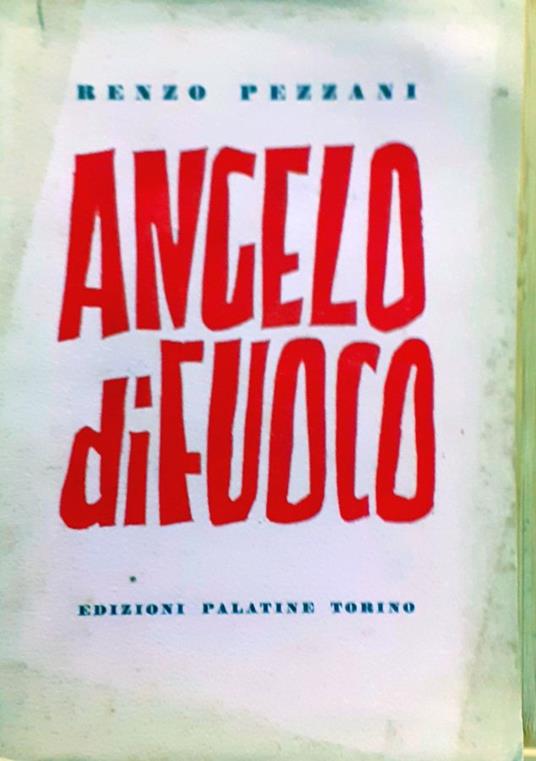 RENZO PEZZANI
ANGELO
di FUOCO
EDIZIONI PALATINE TORINO